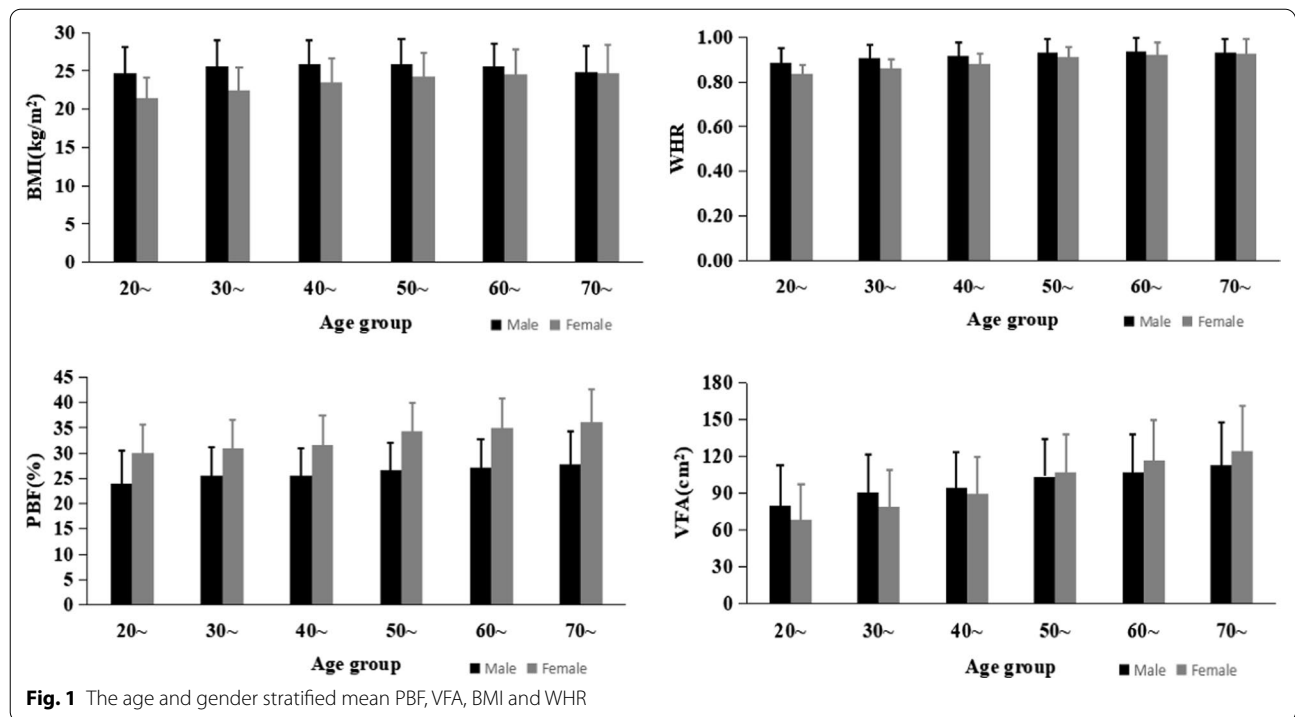 BMI(kg/m²)
30
25
20
15
10
5
0
20~ 30~ 40~ 50~ 60~ 70~
Age group
Male Female
WHR
1.00
0.80
0.60
0.40
0.20
0.00
20~ 30~ 40~ 50~ 60~ 70~
Age group
Male Female
PBF(%)
45
40
35
30
25
20
15
10
5
0
20~ 30~ 40~ 50~ 60~ 70~
Age group
Male Female
VFA(cm²)
180
150
120
90
60
30
0
20~ 30~ 40~ 50~ 60~ 70~
Age group
Male Female
Fig. 1 The age and gender stratified mean PBF, VFA, BMI and WHR